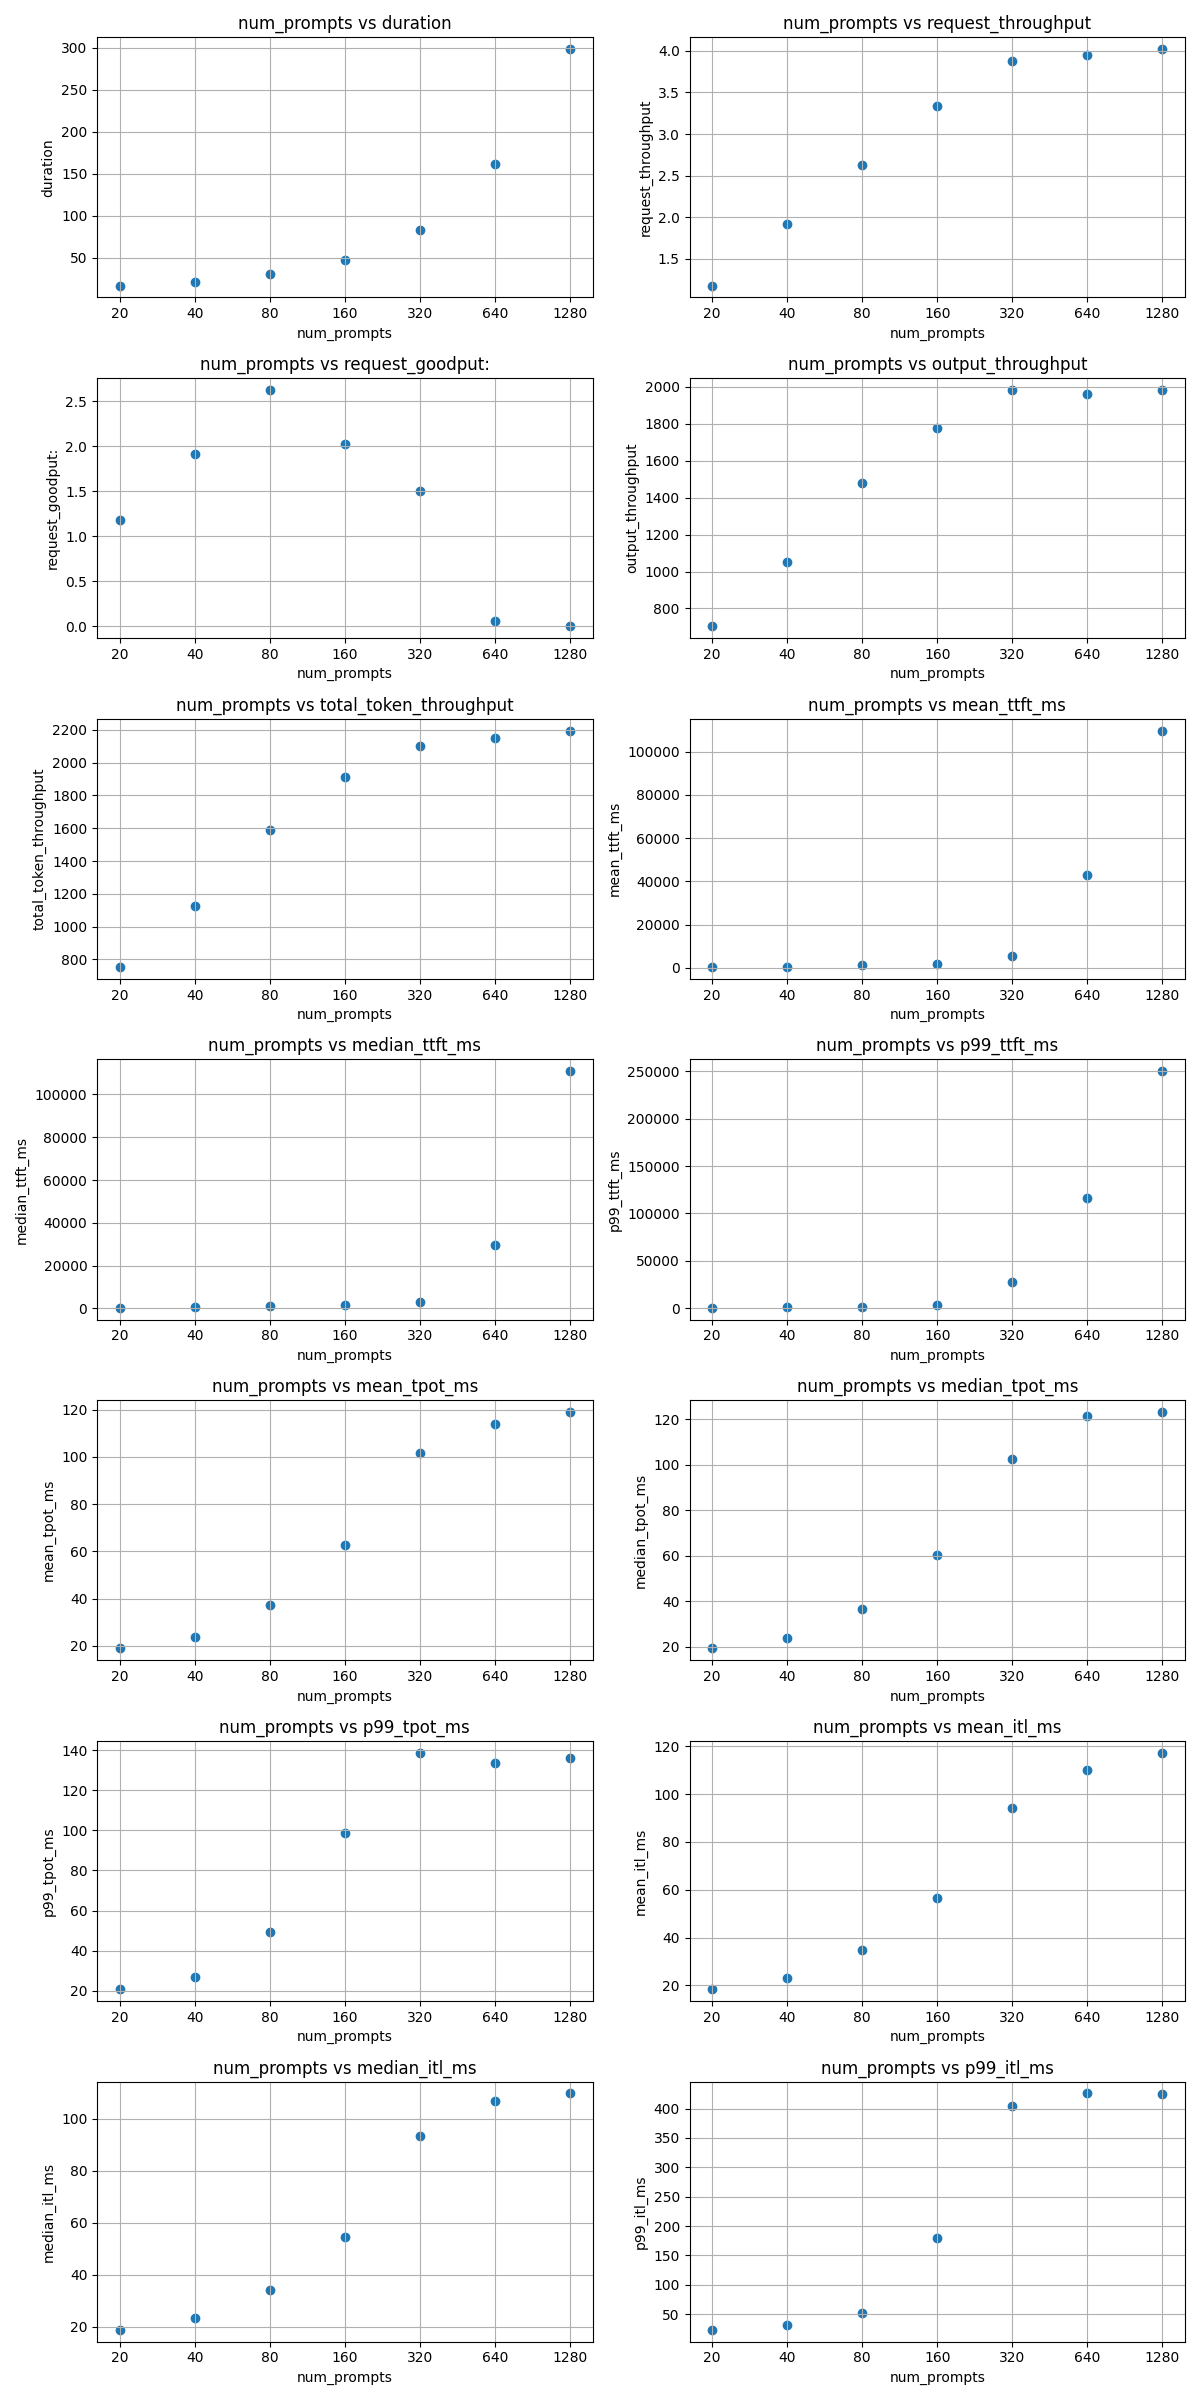 num_prompts vs duration
300
250
200
150
100
50
duration
20 40 80 160 320 640 1280
num_prompts
num_prompts vs request_throughput
4.0
3.5
3.0
2.5
2.0
1.5
request_throughput
20 40 80 160 320 640 1280
num_prompts
num_prompts vs request_goodput:
2.5
2.0
1.5
1.0
0.5
0.0
request_goodput:
20 40 80 160 320 640 1280
num_prompts
num_prompts vs output_throughput
2000
1800
1600
1400
1200
1000
800
output_throughput
20 40 80 160 320 640 1280
num_prompts
num_prompts vs total_token_throughput
2200
2000
1800
1600
1400
1200
1000
800
total_token_throughput
20 40 80 160 320 640 1280
num_prompts
num_prompts vs mean_ttft_ms
100000
80000
60000
40000
20000
0
mean_ttft_ms
20 40 80 160 320 640 1280
num_prompts
num_prompts vs median_ttft_ms
100000
80000
60000
40000
20000
0
median_ttft_ms
20 40 80 160 320 640 1280
num_prompts
num_prompts vs p99_ttft_ms
250000
200000
150000
100000
50000
0
p99_ttft_ms
20 40 80 160 320 640 1280
num_prompts
num_prompts vs mean_tpot_ms
120
100
80
60
40
20
mean_tpot_ms
20 40 80 160 320 640 1280
num_prompts
num_prompts vs median_tpot_ms
120
100
80
60
40
20
median_tpot_ms
20 40 80 160 320 640 1280
num_prompts
num_prompts vs p99_tpot_ms
140
120
100
80
60
40
20
p99_tpot_ms
20 40 80 160 320 640 1280
num_prompts
num_prompts vs mean_itl_ms
120
100
80
60
40
20
mean_itl_ms
20 40 80 160 320 640 1280
num_prompts
num_prompts vs median_itl_ms
100
80
60
40
20
median_itl_ms
20 40 80 160 320 640 1280
num_prompts
num_prompts vs p99_itl_ms
400
350
300
250
200
150
100
50
p99_itl_ms
20 40 80 160 320 640 1280
num_prompts